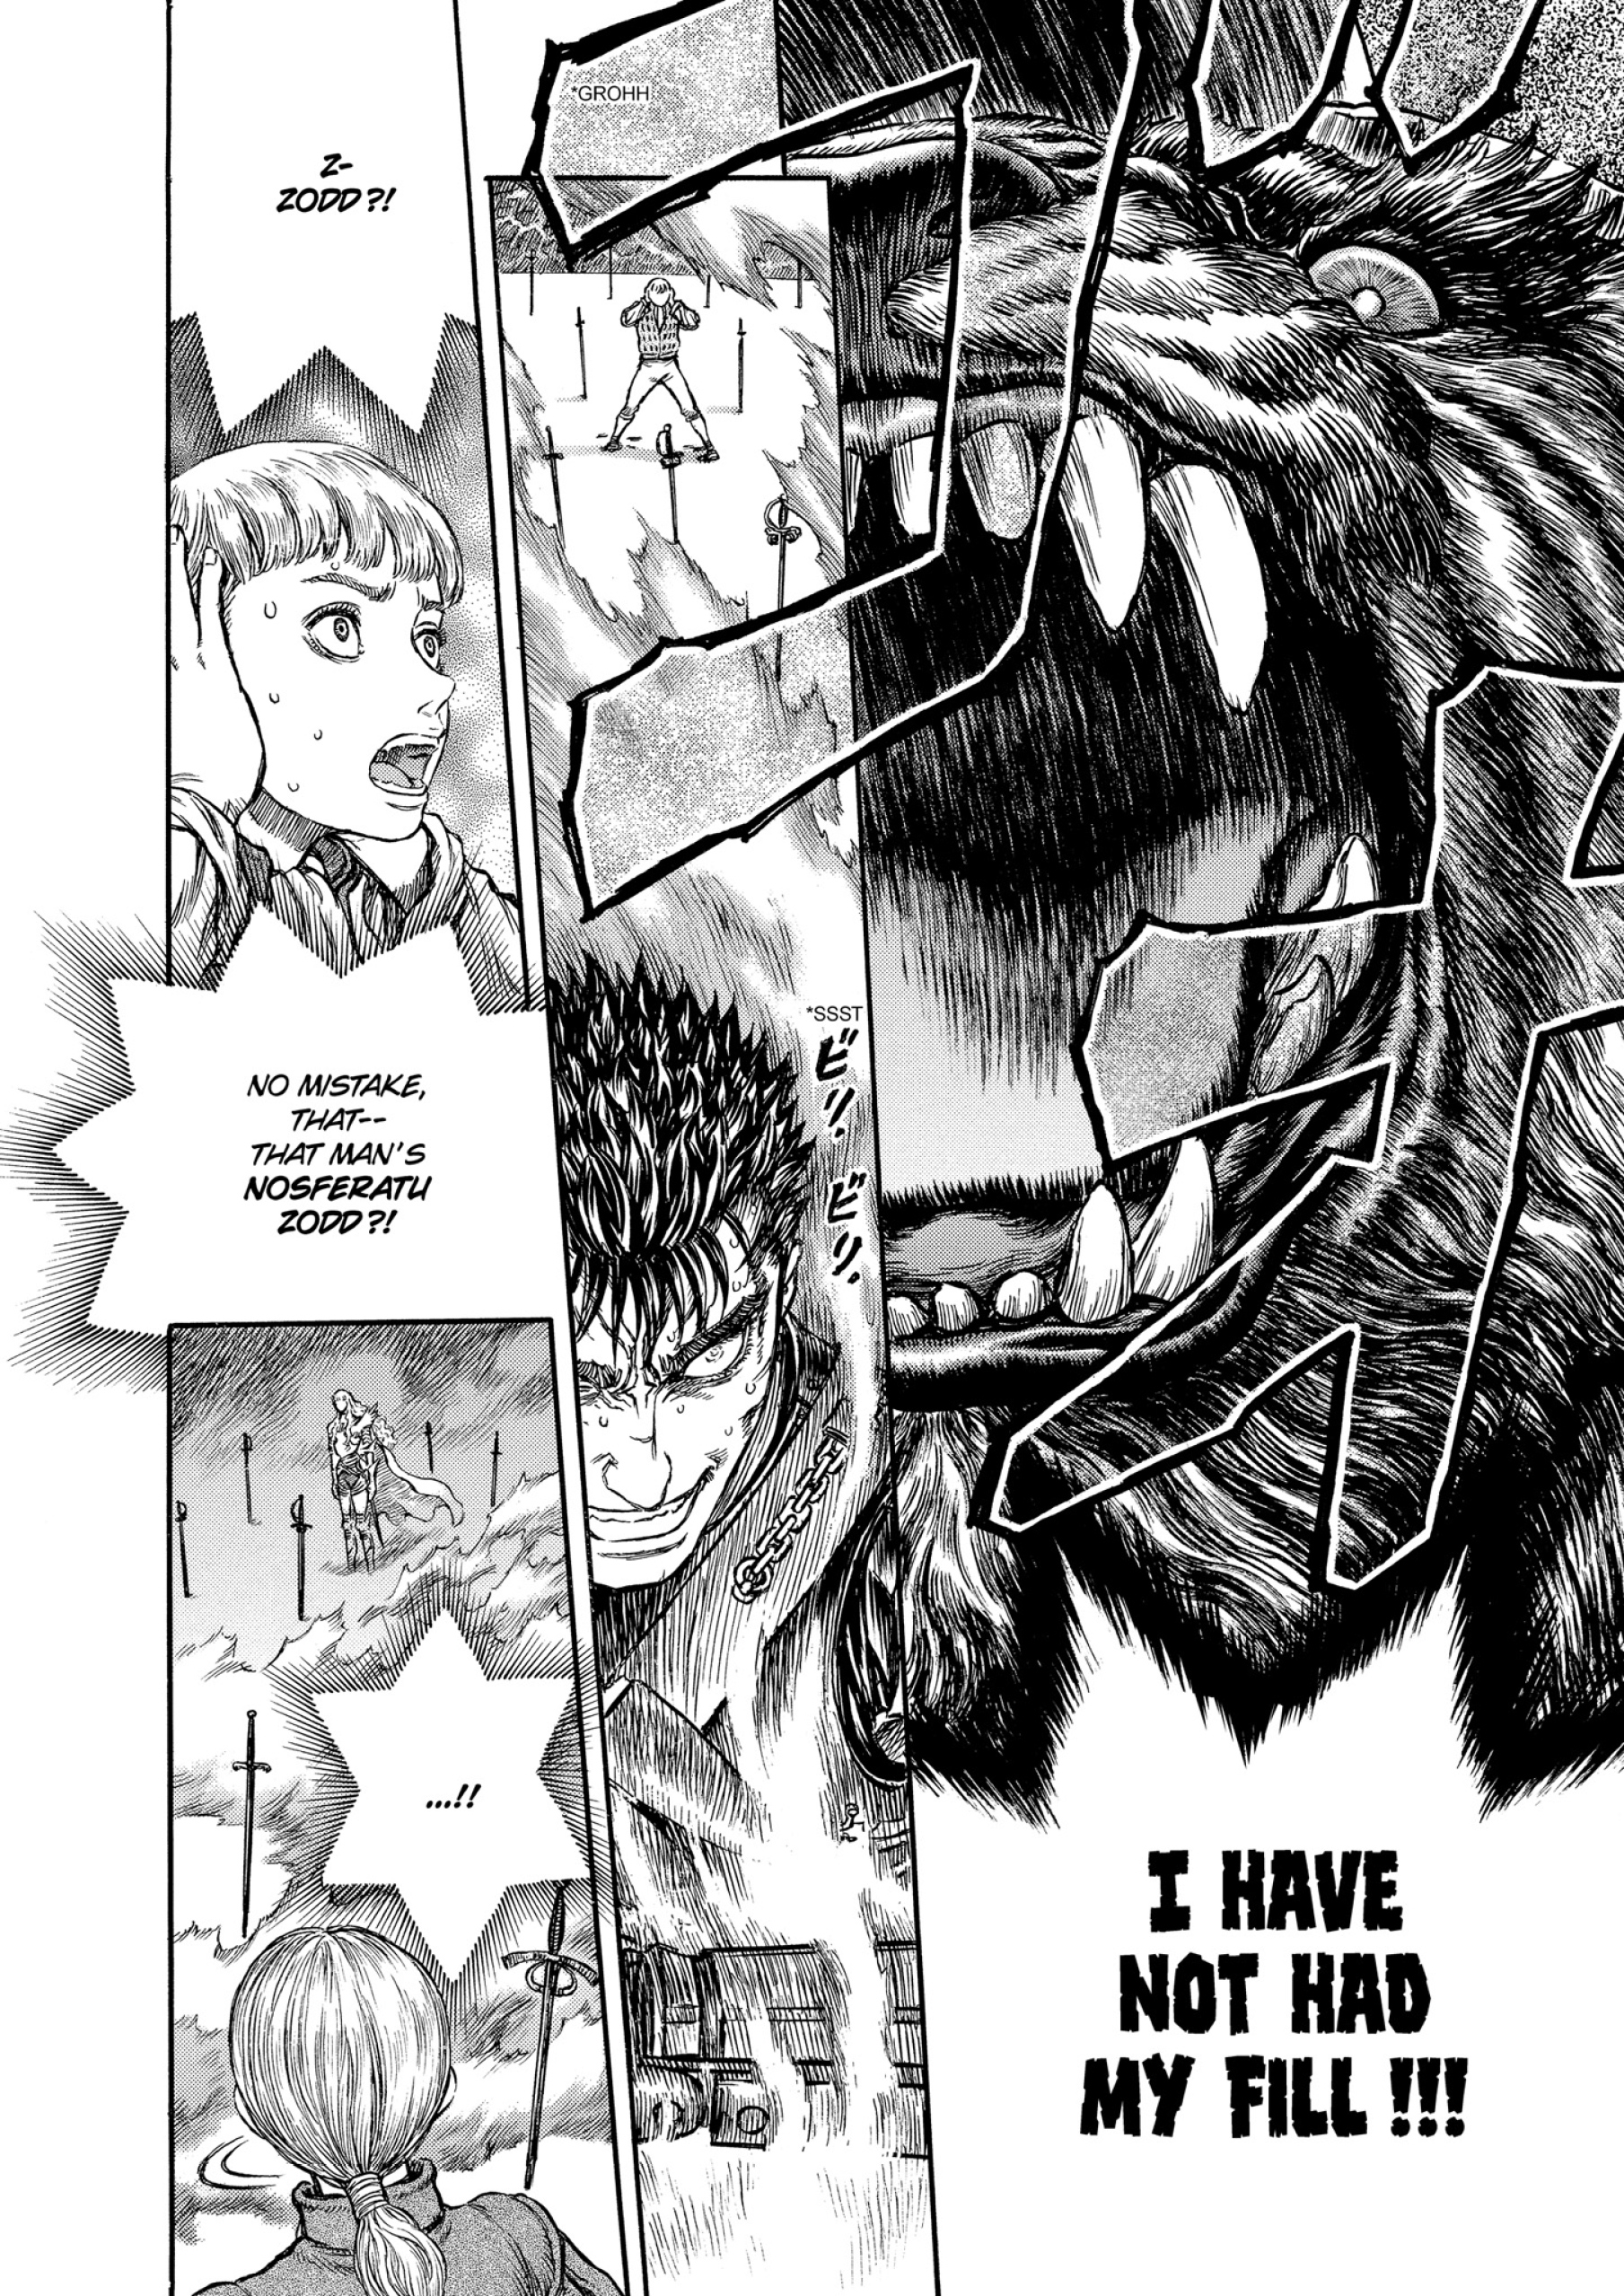 *GROHH
I HAVE
NOT HAD
MY FILL!!!
*SSST
ビリ.
ビリ.
Z-
ZODD?!
NO MISTAKE,
THAT--
THAT MAN'S
NOSFERATU
ZODD?!
...!!